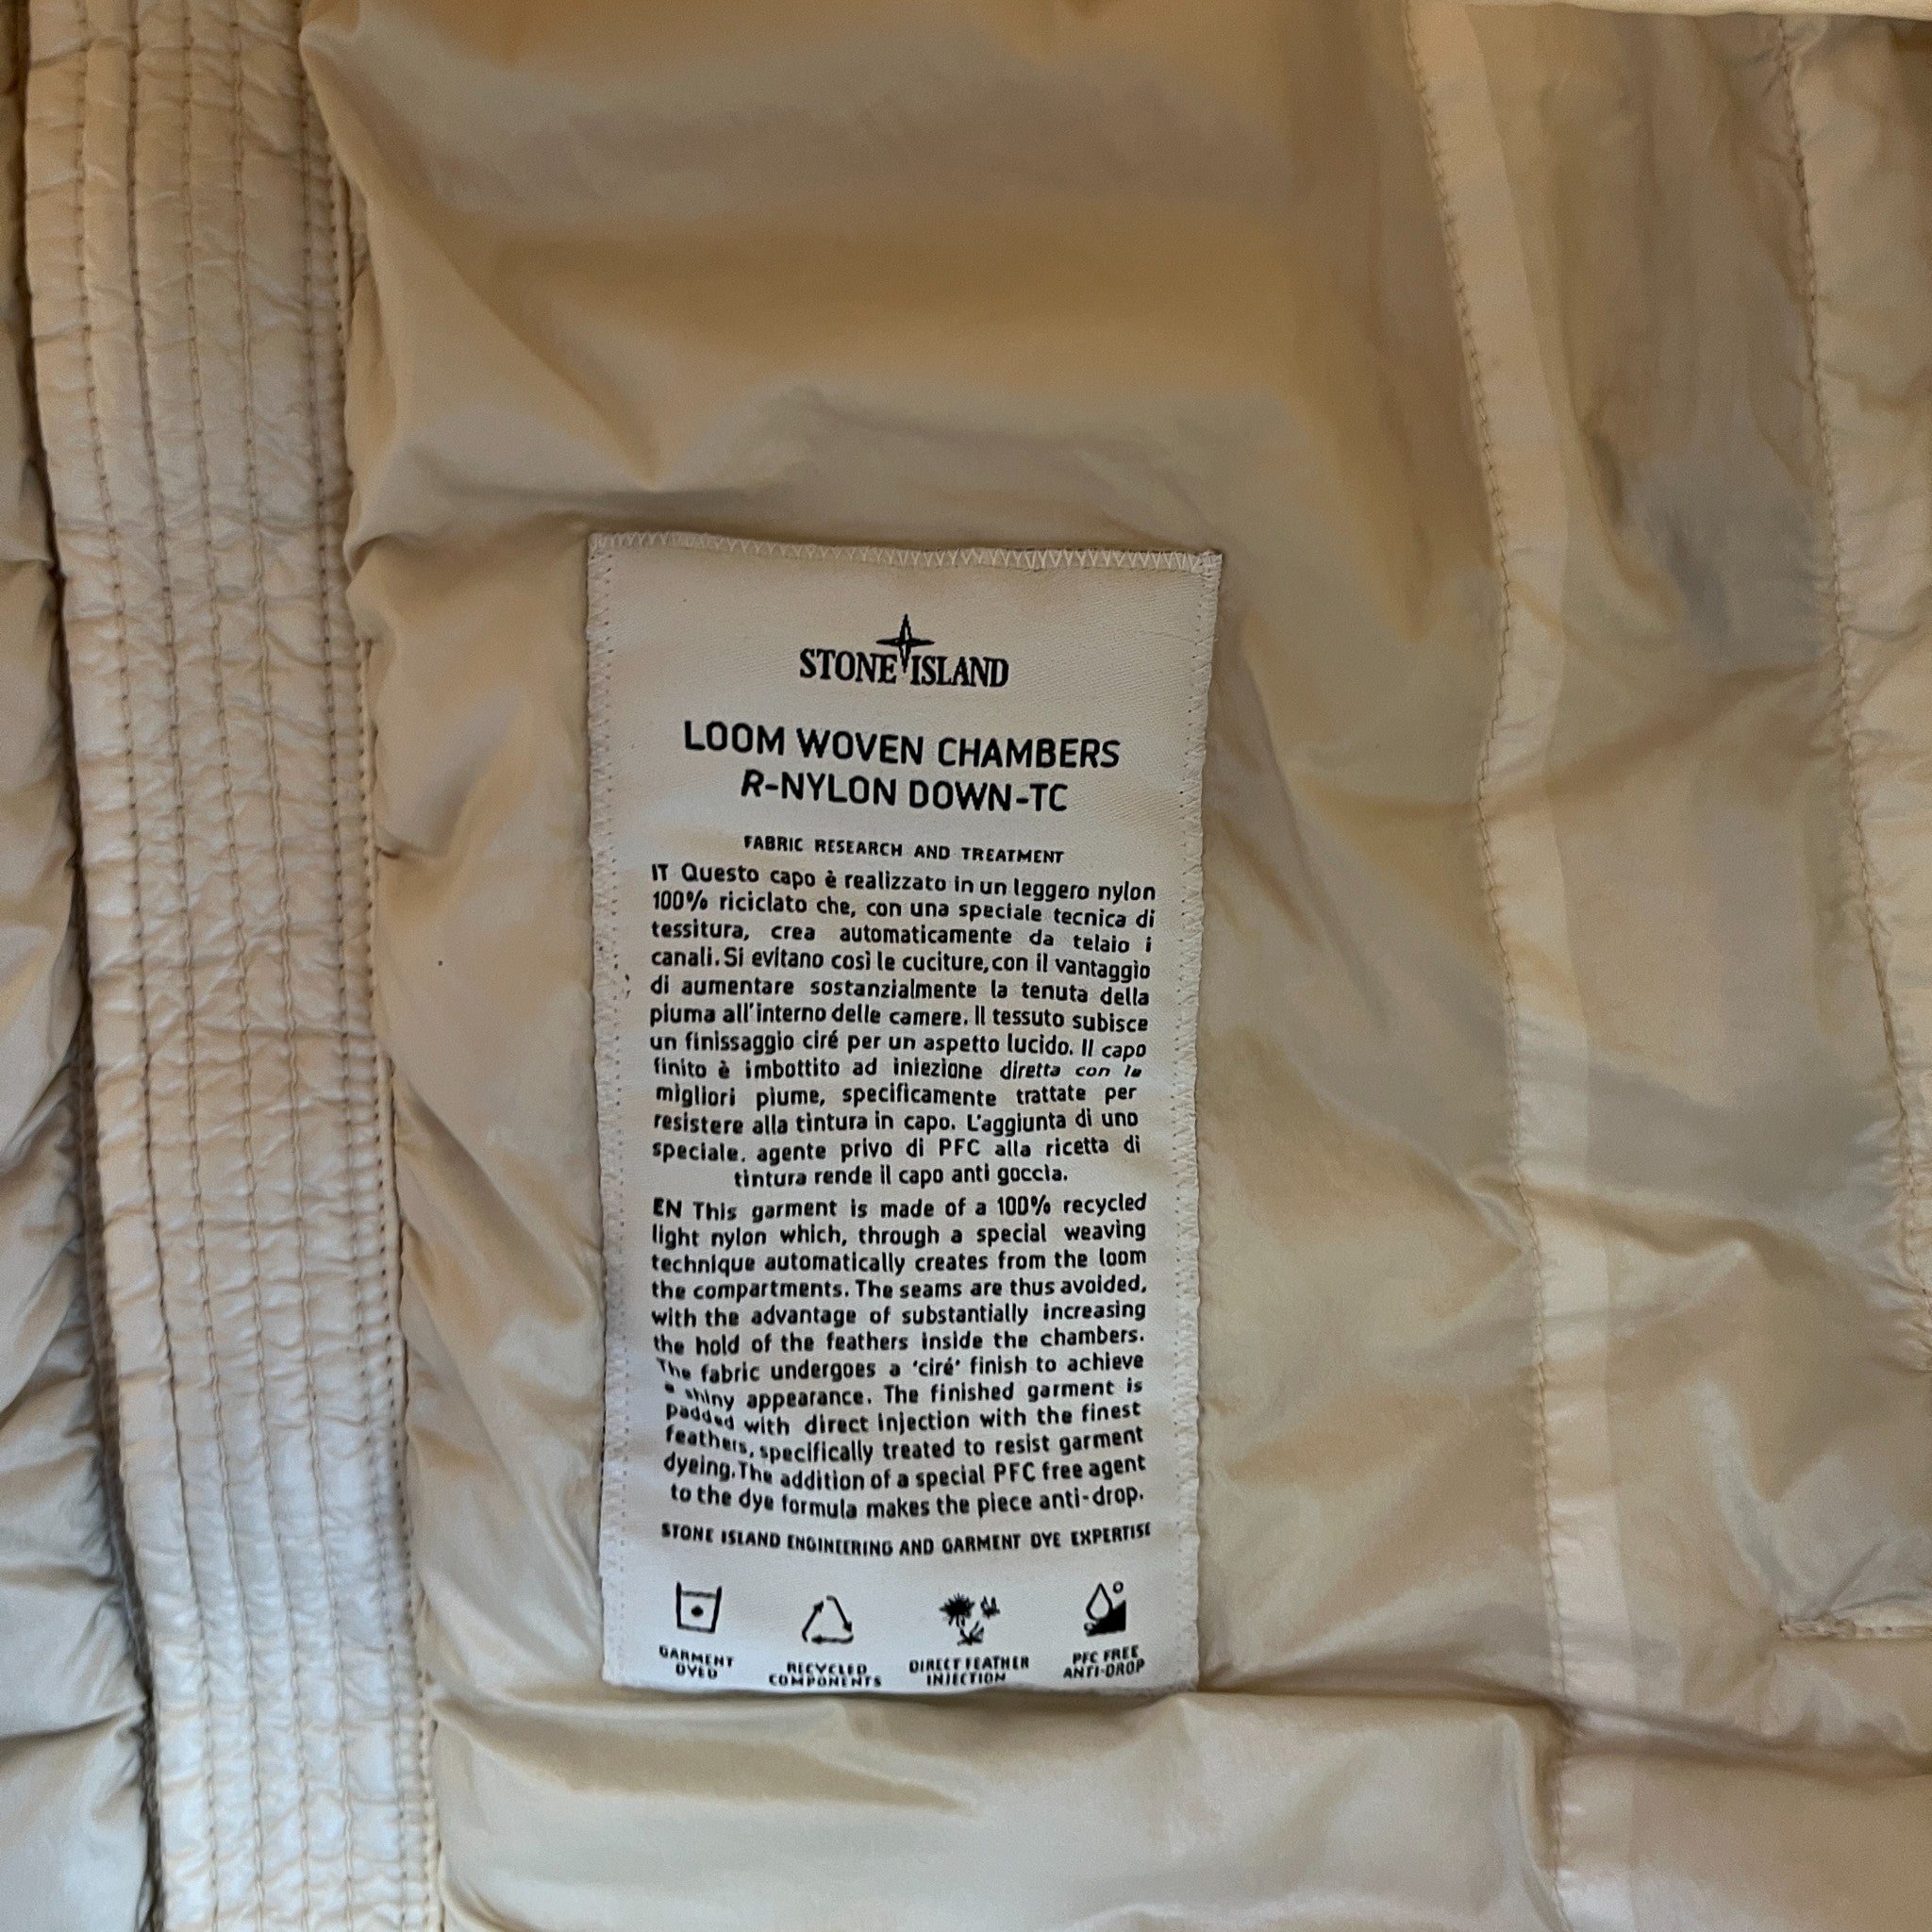 STONE ISLAND
LOOM WOVEN CHAMBERS
R-NYLON DOWN-TC
FABRIC RESEARCH AND TREATMENT
IT Questo capo è realizzato in un leggero nylon
100% riciclato che, con una speciale tecnica di
tessitura, crea automaticamente da telaio i
canali. Si evitano così le cuciture, con il vantaggio
di aumentare sostanzialmente la tenuta della
piuma all'interno delle camere. Il tessuto subisce
un finissaggio ciré per un aspetto lucido. Il capo
finito è imbottito ad iniezione diretta con le
migliori piume, specificamente trattate per
resistere alla tintura in capo. L'aggiunta di uno
speciale. agente privo di PFC alla ricetta di
tintura rende il capo anti goccia.
EN This garment is made of a 100% recycled
light nylon which, through a special weaving
technique automatically creates from the loom
the compartments. The seams are thus avoided,
with the advantage of substantially increasing
the hold of the feathers inside the chambers.
The fabric undergoes a 'ciré' finish to achieve
a shiny appearance. The finished garment is
padded with direct injection with the finest
feathers, specifically treated to resist garment
dyeing. The addition of a special PFC free agent
to the dye formula makes the piece anti-drop.
STONE ISLAND ENGINEERING AND GARMENT DYE EXPERTISE
GARMENT DYED
RECYCLED COMPONENTS
DIRECT FEATHER INJECTION
PFC FREE ANTI-DROP